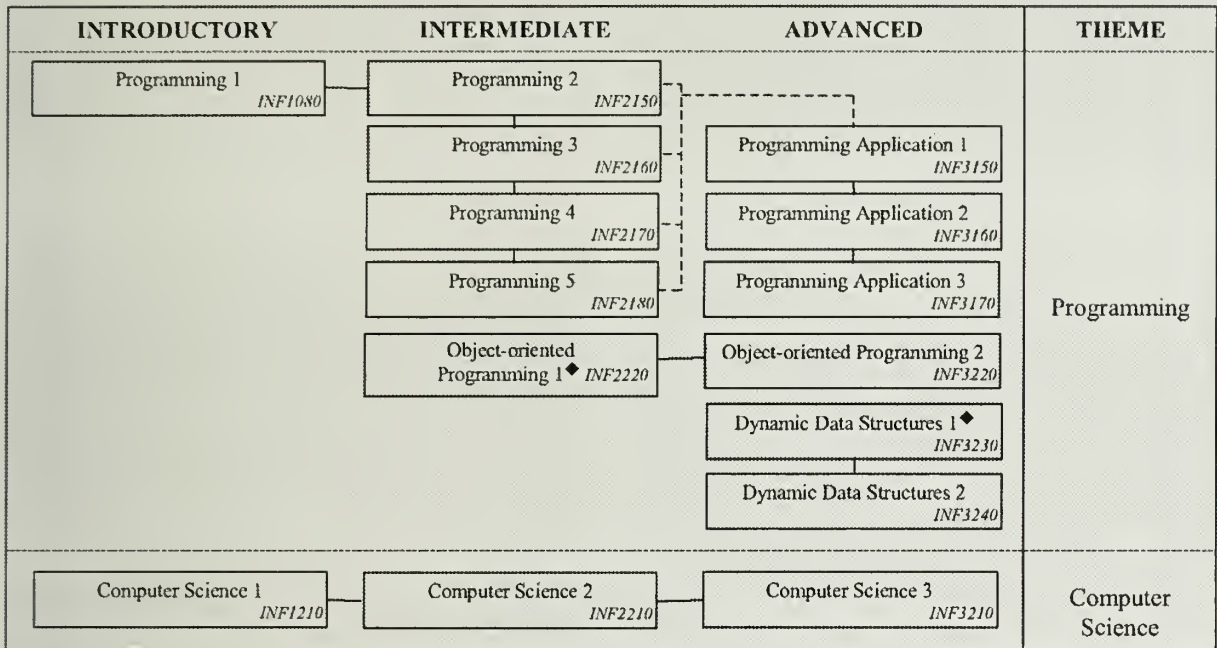 INTRODUCTORY INTERMEDIATE ADVANCED THEME
Programming 1
INF1080
Programming 2
INF2150
Programming 3
INF2160
Programming Application 1
INF3150
Programming 4
INF2170
Programming Application 2
INF3160
Programming 5
INF2180
Programming Application 3
INF3170
Programming
Object-oriented
Programming 1◆ INF2220
Object-oriented Programming 2
INF3220
Dynamic Data Structures 1◆
INF3230
Dynamic Data Structures 2
INF3240
Computer Science 1
INF1210
Computer Science 2
INF2210
Computer Science 3
INF3210
Computer
Science